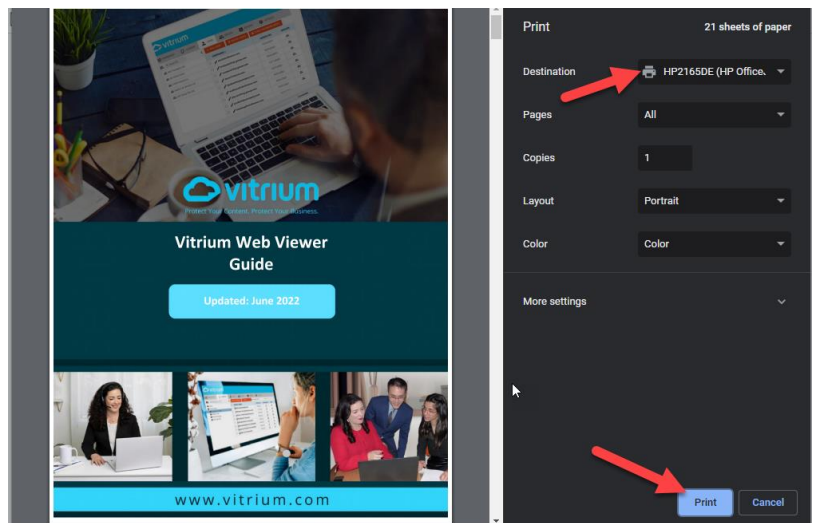 vitrium
Protect Your Content. Protect Your Business.
Vitrium Web Viewer
Guide
Updated: June 2022
www.vitrium.com
Print
21 sheets of paper
Destination
HP2165DE (HP Office.
Pages
All
Copies
1
Layout
Portrait
Color
Color
More settings
Print
Cancel